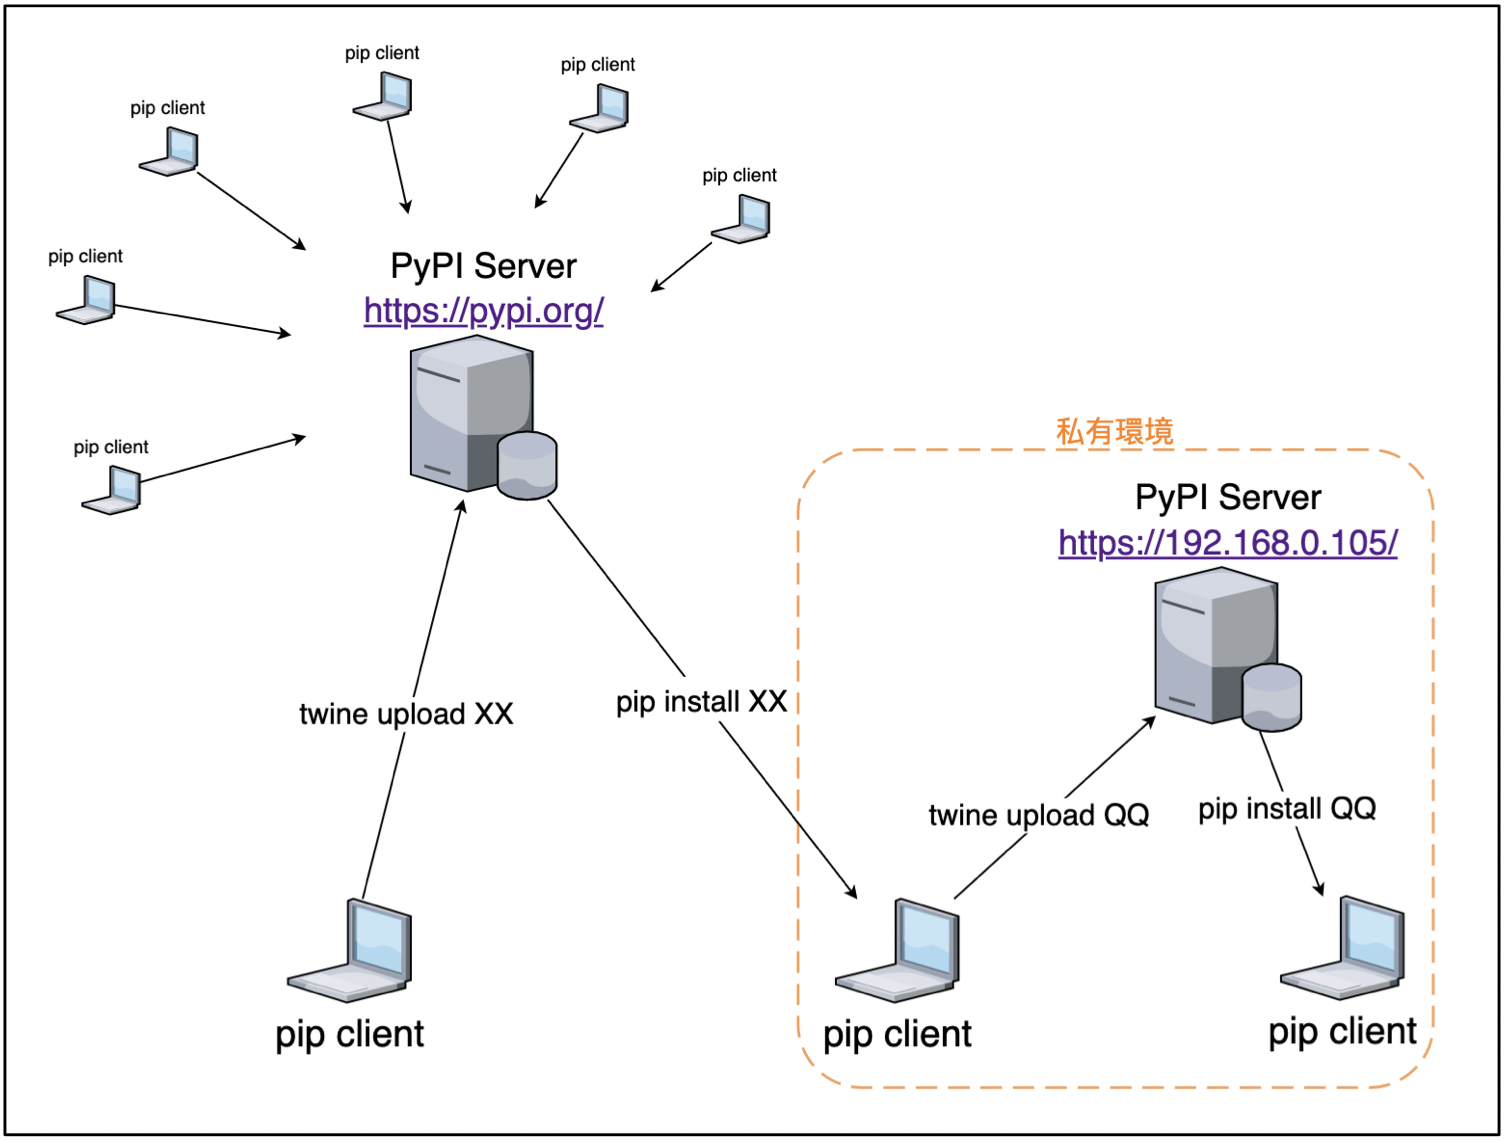 pip client
pip client
pip client
pip client
pip client
pip client
PyPI Server
https://pypi.org/
私有環境
PyPI Server
https://192.168.0.105/
twine upload XX
pip install XX
twine upload QQ
pip install QQ
pip client
pip client
pip client